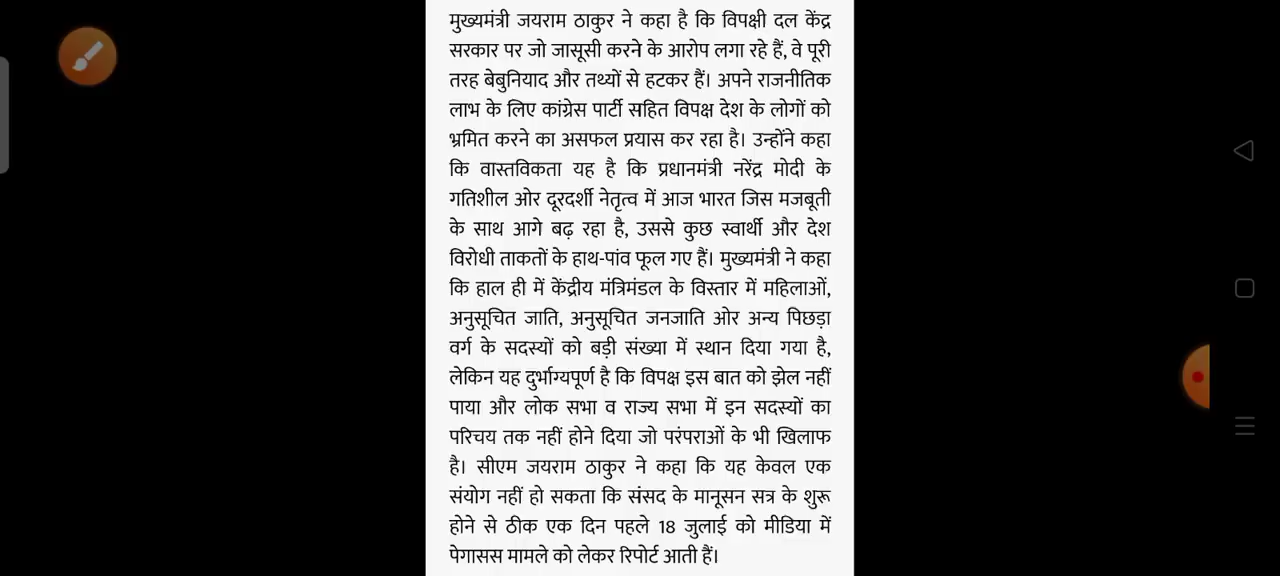 मुख्यमंत्री जयराम ठाकुर ने कहा है कि विपक्षी दल केंद्र
सरकार पर जो जासूसी करने के आरोप लगा रहे हैं, वे पूरी
तरह बेबुनियाद और तथ्यों से हटकर हैं। अपने राजनीतिक
लाभ के लिए कांग्रेस पार्टी सहित विपक्ष देश के लोगों को
भ्रमित करने का असफल प्रयास कर रहा है। उन्होंने कहा
कि वास्तविकता यह है कि प्रधानमंत्री नरेंद्र मोदी के
गतिशील ओर दूरदर्शी नेतृत्व में आज भारत जिस मजबूती
के साथ आगे बढ़ रहा है, उससे कुछ स्वार्थी और देश
विरोधी ताकतों के हाथ-पांव फूल गए हैं। मुख्यमंत्री ने कहा
कि हाल ही में केंद्रीय मंत्रिमंडल के विस्तार में महिलाओं,
अनुसूचित जाति, अनुसूचित जनजाति ओर अन्य पिछड़ा
वर्ग के सदस्यों को बड़ी संख्या में स्थान दिया गया है,
लेकिन यह दुर्भाग्यपूर्ण है कि विपक्ष इस बात को झेल नहीं
पाया और लोक सभा व राज्य सभा में इन सदस्यों का
परिचय तक नहीं होने दिया जो परंपराओं के भी खिलाफ
है। सीएम जयराम ठाकुर ने कहा कि यह केवल एक
संयोग नहीं हो सकता कि संसद के मानूसन सत्र के शुरू
होने से ठीक एक दिन पहले 18 जुलाई को मीडिया में
पेगासस मामले को लेकर रिपोर्ट आती हैं।